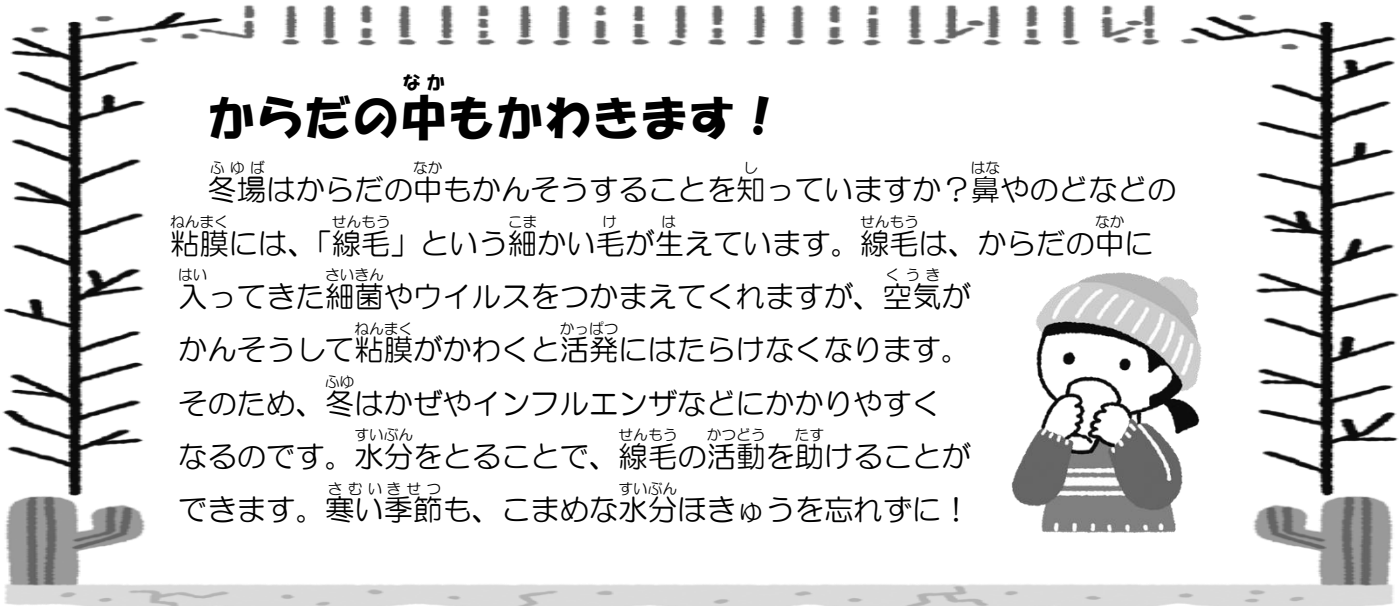 からだの中もかわきます！
冬場はからだの中もかんそうすることを知っていますか？鼻やのどなどの
粘膜には、「線毛」という細かい毛が生えています。線毛は、からだの中に
入ってきた細菌やウイルスをつかまえてくれますが、空気が
かんそうして粘膜がかわくと活発にはたらけなくなります。
そのため、冬はかぜやインフルエンザなどにかかりやすく
なるのです。水分をとることで、線毛の活動を助けることが
できます。寒い季節も、こまめな水分ほきゅうを忘れずに！